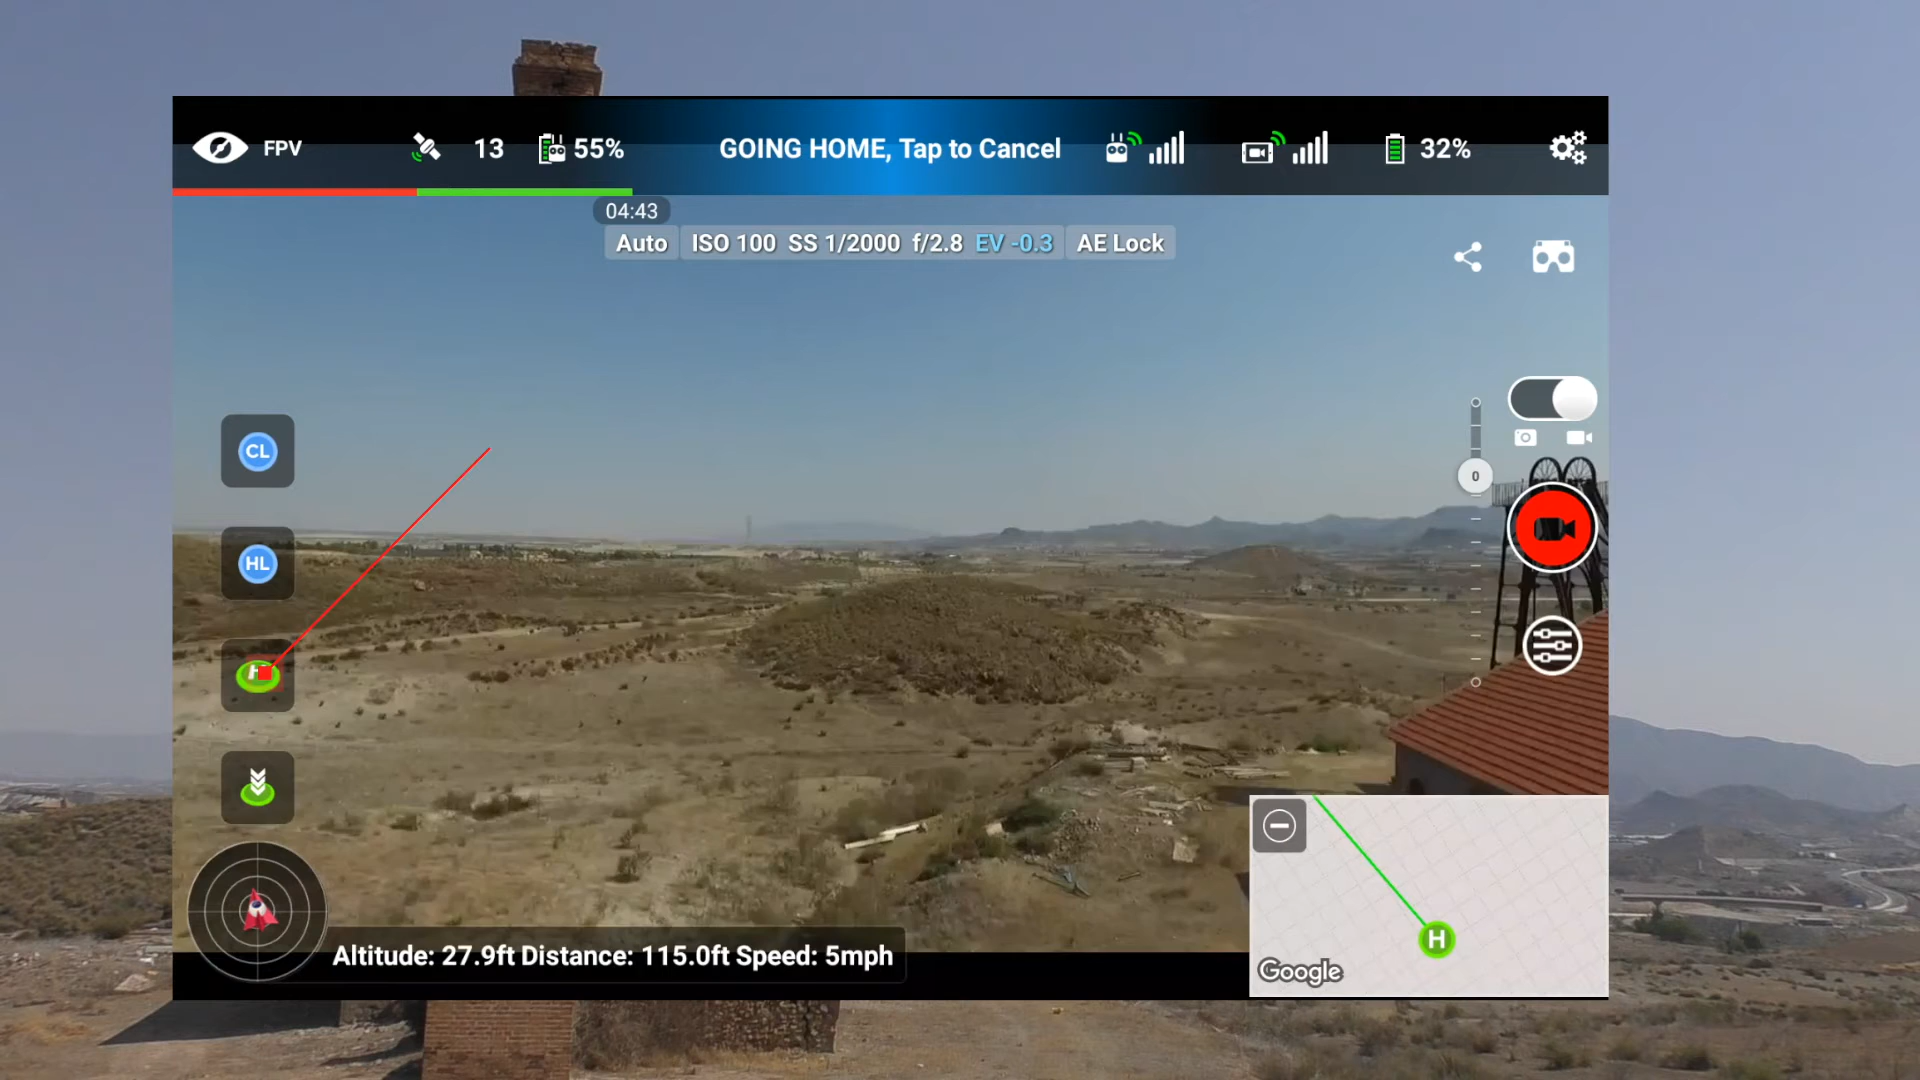 FPV
13
55%
GOING HOME, Tap to Cancel
32%
04:43
Auto ISO 100 SS 1/2000 f/2.8 EV -0.3 AE Lock
CL
0
HL
H
Altitude: 27.9ft Distance: 115.0ft Speed: 5mph
H
Google